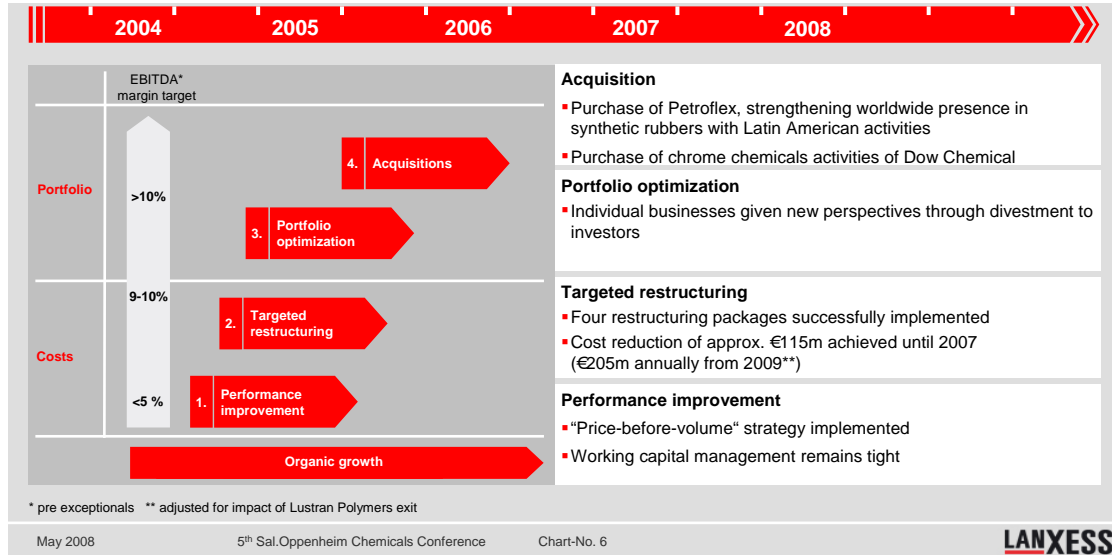 2004 2005 2006 2007 2008
EBITDA*
margin target
Portfolio
>10%
4. Acquisitions
3. Portfolio
optimization
9-10%
2. Targeted
restructuring
Costs
<5 %
1. Performance
improvement
Organic growth
Acquisition
▪Purchase of Petroflex, strengthening worldwide presence in
synthetic rubbers with Latin American activities
▪Purchase of chrome chemicals activities of Dow Chemical
Portfolio optimization
▪Individual businesses given new perspectives through divestment to
investors
Targeted restructuring
▪Four restructuring packages successfully implemented
▪Cost reduction of approx. €115m achieved until 2007
(€205m annually from 2009**)
Performance improvement
▪“Price-before-volume“ strategy implemented
▪Working capital management remains tight
* pre exceptionals ** adjusted for impact of Lustran Polymers exit
May 2008 5th Sal.Oppenheim Chemicals Conference Chart-No. 6
LANXESS